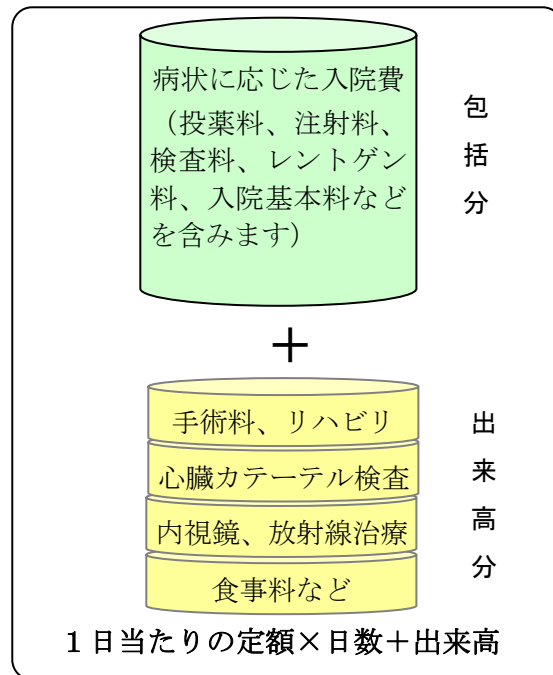 病状に応じた入院費
（投薬料、注射料、
検査料、レントゲン
料、入院基本料など
を含みます）
包括分
＋
手術料、リハビリ
心臓カテーテル検査
内視鏡、放射線治療
食事料など
出来高分
１日当たりの定額×日数＋出来高